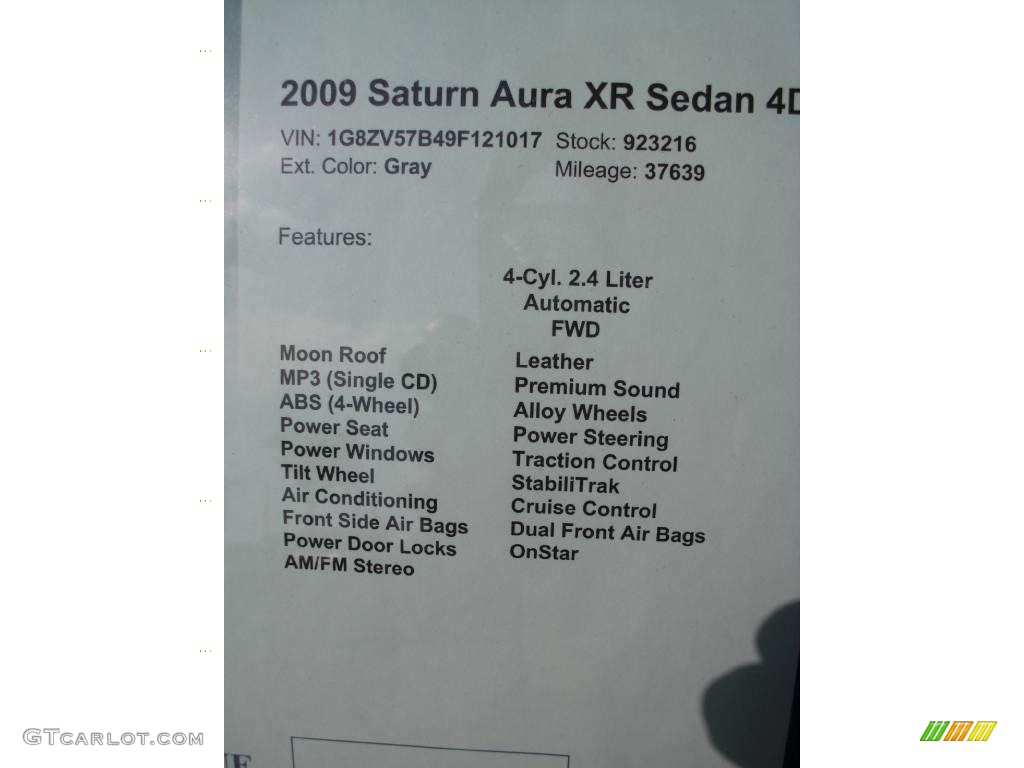 2009 Saturn Aura XR Sedan 4D
VIN: 1G8ZV57B49F121017 Stock: 923216
Ext. Color: Gray Mileage: 37639
Features:
4-Cyl. 2.4 Liter
Automatic
FWD
Moon Roof Leather
MP3 (Single CD) Premium Sound
ABS (4-Wheel) Alloy Wheels
Power Seat Power Steering
Power Windows Traction Control
Tilt Wheel StabiliTrak
Air Conditioning Cruise Control
Front Side Air Bags Dual Front Air Bags
Power Door Locks OnStar
AM/FM Stereo
GTCARLOT.COM